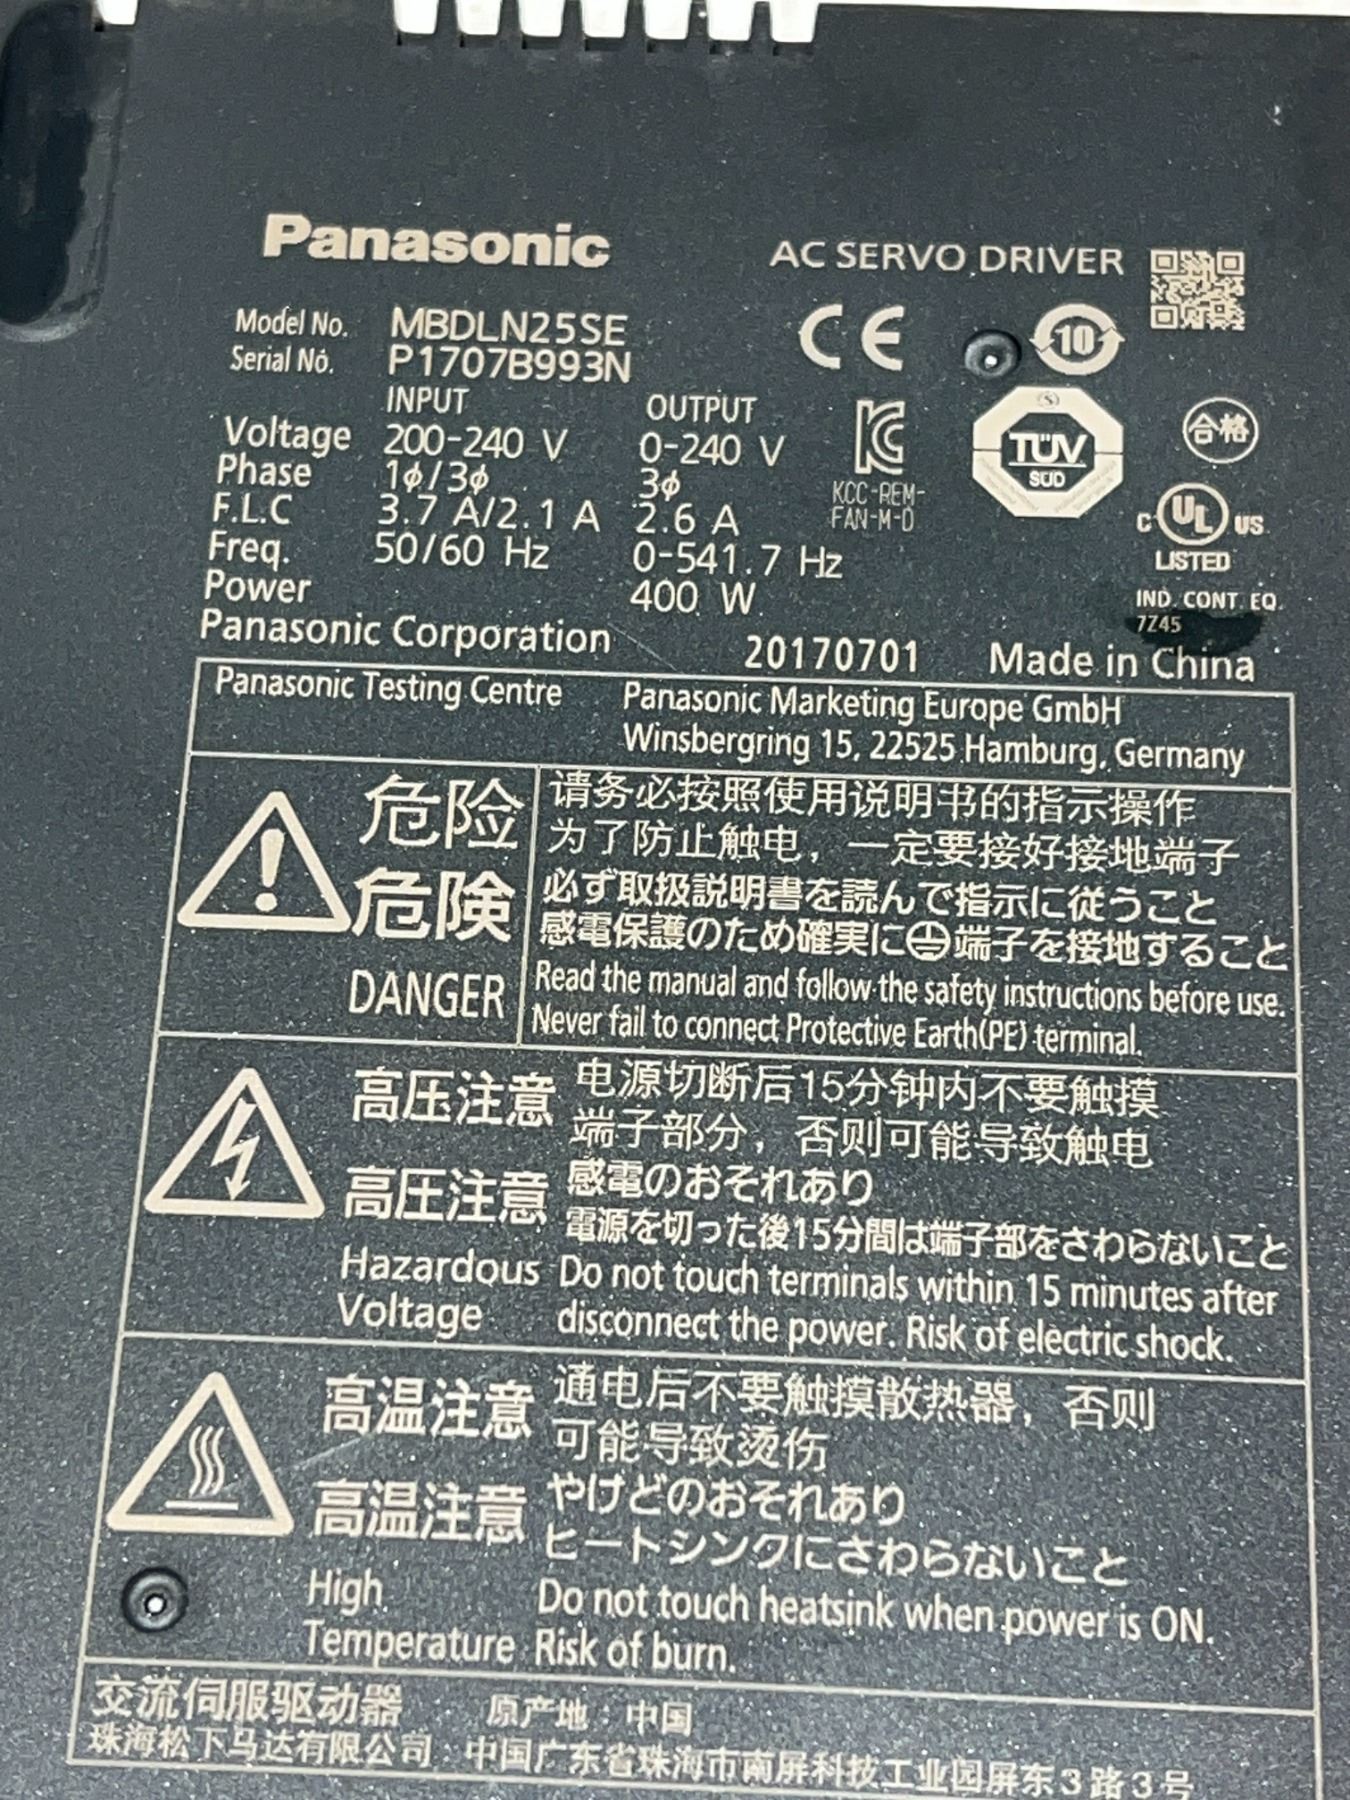 Panasonic
AC SERVO DRIVER
Model No. MBDLN25SE
Serial No. P1707B993N
INPUT OUTPUT
Voltage 200-240 V 0-240 V
Phase 1ϕ/3ϕ 3ϕ
F.L.C 3.7 A/2.1 A 2.6 A
Freq. 50/60 Hz 0-541.7 Hz
Power 400 W
CE
10
KCC-REM-
FAN-M-D
TÜV
SÜD
合格
C UL US
LISTED
IND. CONT. EQ.
7Z45
Panasonic Corporation 20170701 Made in China
Panasonic Testing Centre
Panasonic Marketing Europe GmbH
Winsbergring 15, 22525 Hamburg, Germany
危险
危険
DANGER
请务必按照使用说明书的指示操作
为了防止触电，一定要接好接地端子
必ず取扱説明書を読んで指示に従うこと
感電保護のため確実に端子を接地すること
Read the manual and follow the safety instructions before use.
Never fail to connect Protective Earth(PE) terminal.
高压注意
高圧注意
Hazardous
Voltage
电源切断后15分钟内不要触摸
端子部分，否则可能导致触电
感電のおそれあり
電源を切った後15分間は端子部をさわらないこと
Do not touch terminals within 15 minutes after
disconnect the power. Risk of electric shock.
高温注意
高温注意
High
Temperature
通电后不要触摸散热器，否则
可能导致烫伤
やけどのおそれあり
ヒートシンクにさわらないこと
Do not touch heatsink when power is ON.
Risk of burn.
交流伺服驱动器 原产地：中国
珠海松下马达有限公司 中国广东省珠海市南屏科技工业园屏东3路3号